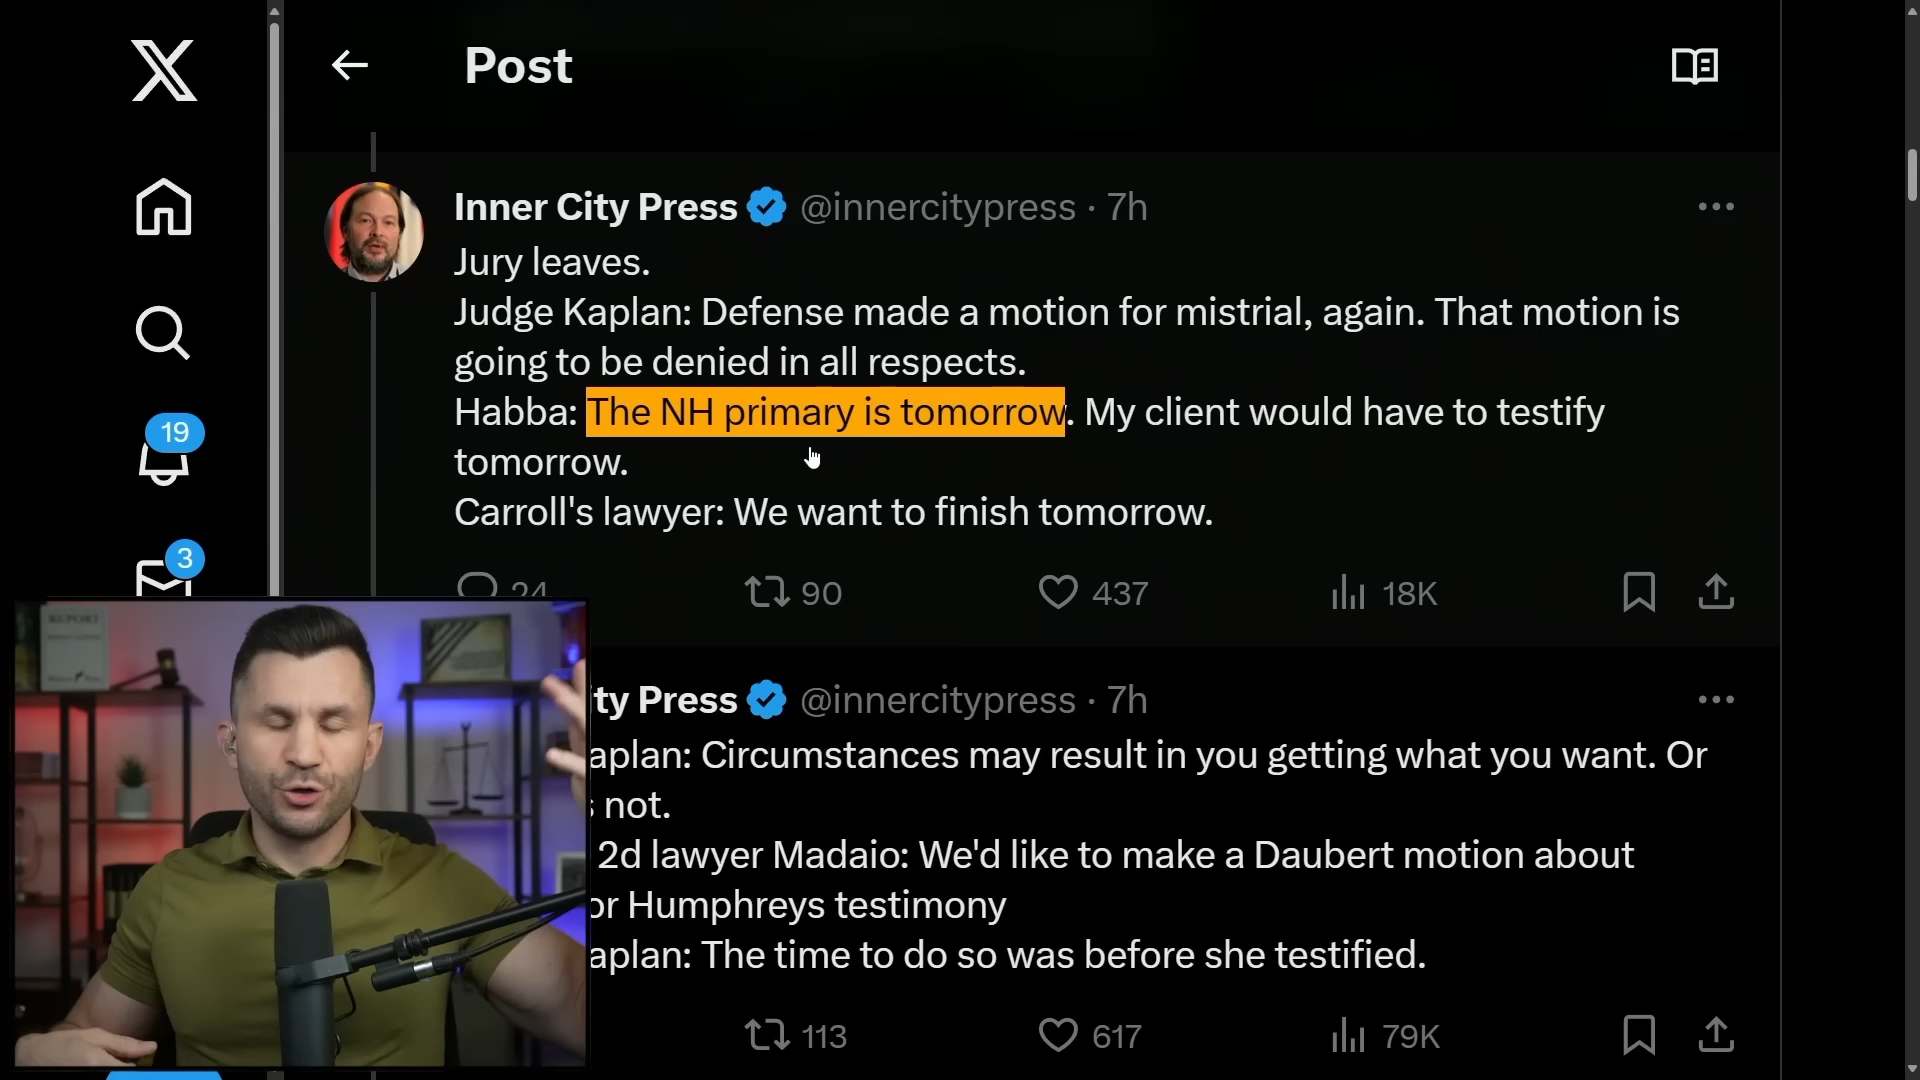 Post
Inner City Press @innercitypress · 7h
Jury leaves.
Judge Kaplan: Defense made a motion for mistrial, again. That motion is
going to be denied in all respects.
Habba: The NH primary is tomorrow. My client would have to testify
tomorrow.
Carroll's lawyer: We want to finish tomorrow.
24 90 437 18K
19
3
REPORT
ty Press @innercitypress · 7h
aplan: Circumstances may result in you getting what you want. Or
not.
2d lawyer Madaio: We'd like to make a Daubert motion about
or Humphreys testimony
aplan: The time to do so was before she testified.
113 617 79K